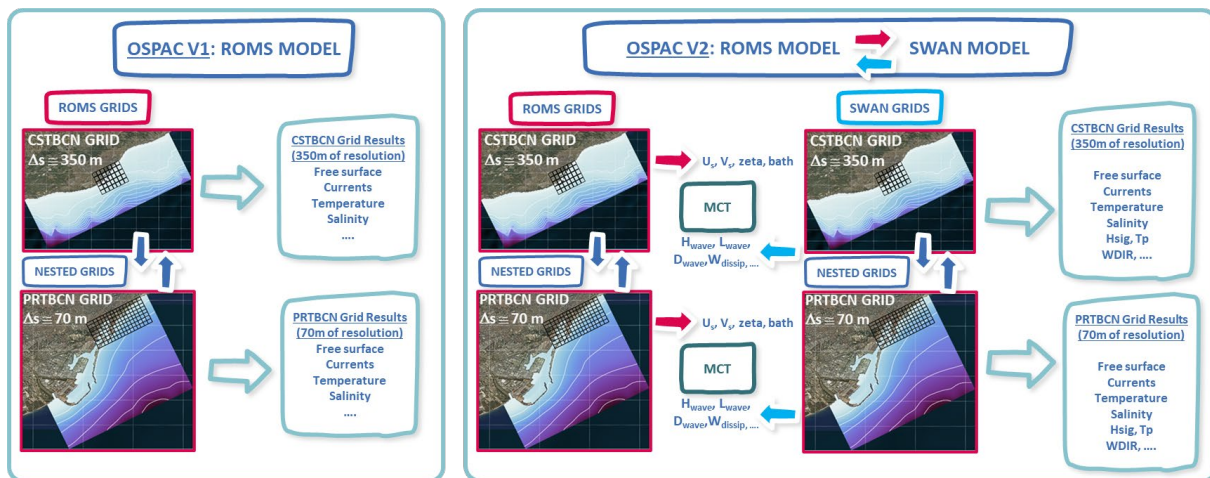 OSPAC V1: ROMS MODEL
ROMS GRIDS
CSTBCN GRID
Δs ≅ 350 m
CSTBCN Grid Results
(350m of resolution)
Free surface
Currents
Temperature
Salinity
....
NESTED GRIDS
PRTBCN GRID
Δs ≅ 70 m
PRTBCN Grid Results
(70m of resolution)
Free surface
Currents
Temperature
Salinity
....
OSPAC V2: ROMS MODEL SWAN MODEL
ROMS GRIDS
CSTBCN GRID
Δs ≅ 350 m
Us, Vs, zeta, bath
MCT
Hwave, Lwave,
Dwave,Wdissip,....
NESTED GRIDS
PRTBCN GRID
Δs ≅ 70 m
Us, Vs, zeta, bath
MCT
Hwave, Lwave,
Dwave,Wdissip,....
SWAN GRIDS
CSTBCN GRID
Δs ≅ 350 m
NESTED GRIDS
PRTBCN GRID
Δs ≅ 70 m
CSTBCN Grid Results
(350m of resolution)
Free surface
Currents
Temperature
Salinity
Hsig, Tp
WDIR, ....
PRTBCN Grid Results
(70m of resolution)
Free surface
Currents
Temperature
Salinity
Hsig, Tp
WDIR, ....